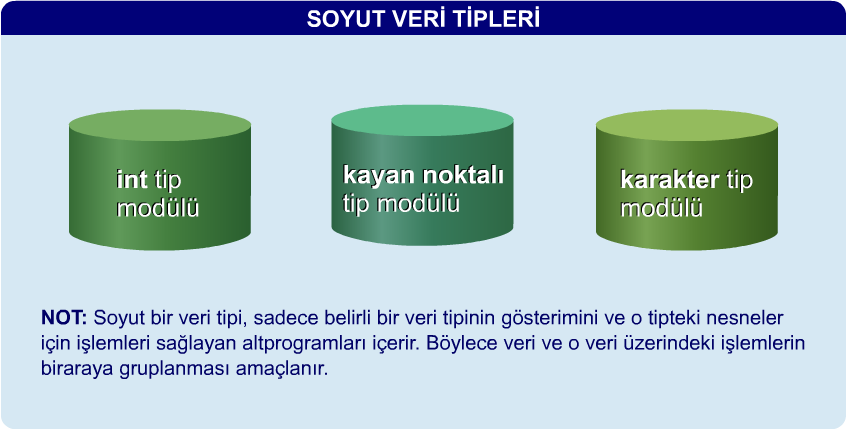 SOYUT VERİ TİPLERİ
int tip
modülü
kayan noktalı
tip modülü
karakter tip
modülü
NOT: Soyut bir veri tipi, sadece belirli bir veri tipinin gösterimini ve o tipteki nesneler
için işlemleri sağlayan altprogramları içerir. Böylece veri ve o veri üzerindeki işlemlerin
biraraya gruplanması amaçlanır.